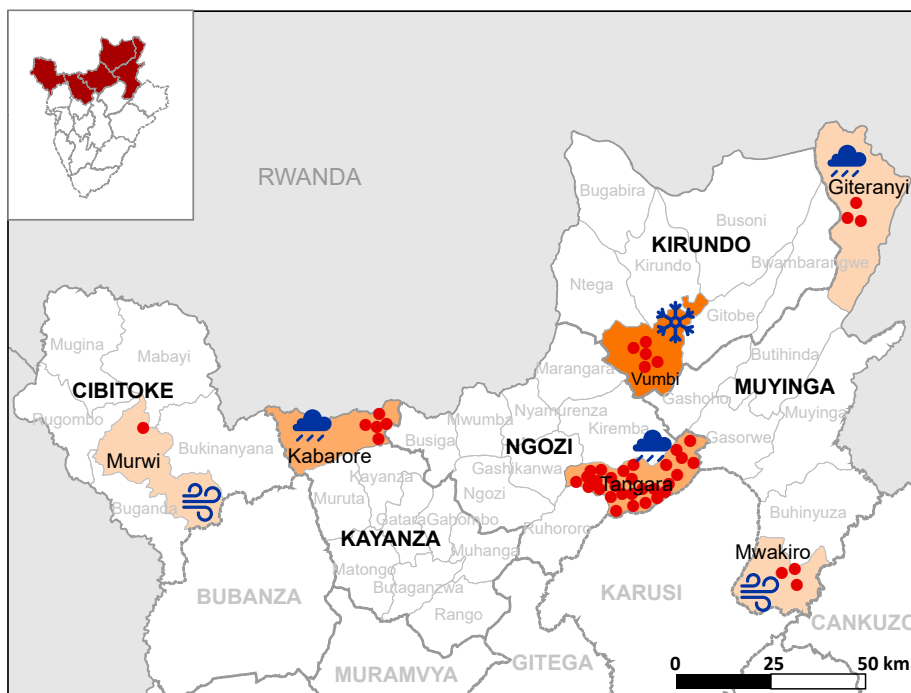 RWANDA
Giteranyi
Bugabira
Busoni
KIRUNDO
Kirundo
Bwambarangwe
Ntega
Gitobe
Mugina
Mabayi
Butihinda
Marangara
Vumbi
CIBITOKE
MUYINGA
Gashoho
Rugombo
Mwumba
Nyamurenza
Muyinga
Kiremba
Bukinanyana
Busiga
NGOZI
Gasorwe
Kabarore
Murwi
Gashikanwa
Kayanza
Tangara
Muruta
Ngozi
Buganda
Gatara
Gahombo
Buhinyuza
Ruhororo
KAYANZA
Muhanga
Mwakiro
Matongo
Butaganzwa
KARUSI
BUBANZA
Rango
CANKUZO
GITEGA
MURAMVYA
0 25 50 km